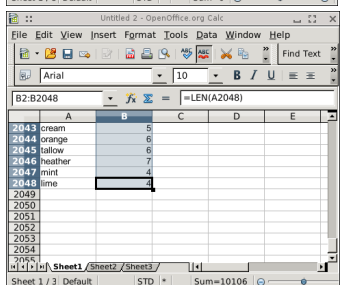 Untitled 2 - OpenOffice.org Calc
File Edit View Insert Format Tools Data Window Help
Find Text
Arial 10 B I U
B2:B2048 =LEN(A2048)
A B C D E
2043 cream 5
2044 orange 6
2045 tallow 6
2046 heather 7
2047 mint 4
2048 lime 4
2049
2050
2051
2052
2053
2054
2055
Sheet1 Sheet2 Sheet3
Sheet 1 / 3 Default STD * Sum=10106